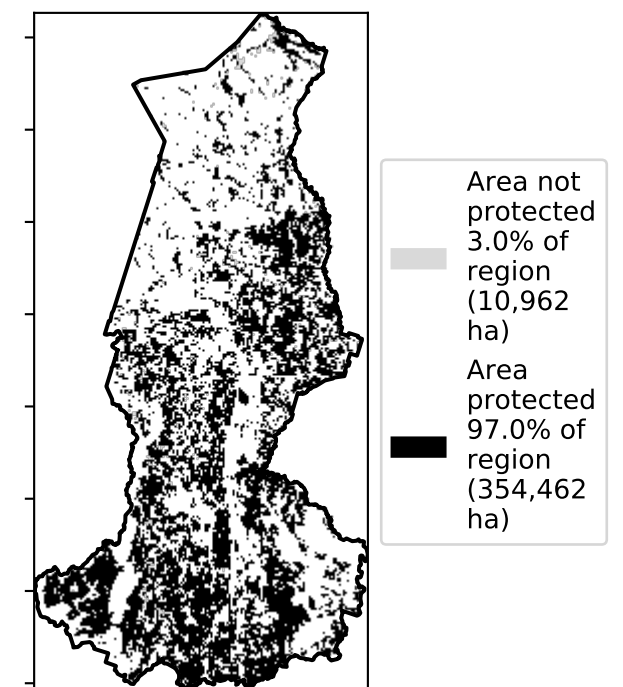 Area not
protected
3.0% of
region
(10,962
ha)
Area
protected
97.0% of
region
(354,462
ha)